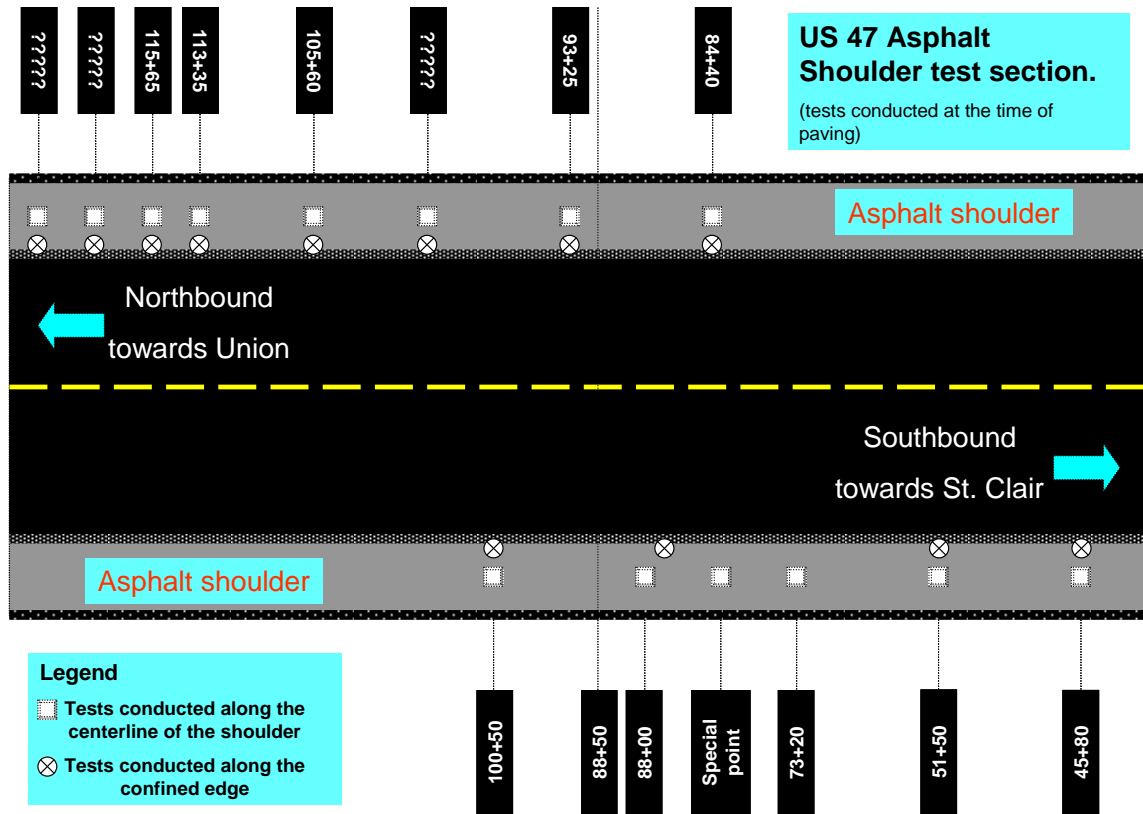 ??????
??????
115+65
113+35
105+60
??????
93+25
84+40
US 47 Asphalt
Shoulder test section.
(tests conducted at the time of
paving)
Asphalt shoulder
Northbound
towards Union
Southbound
towards St. Clair
Asphalt shoulder
Legend
Tests conducted along the
centerline of the shoulder
Tests conducted along the
confined edge
100+50
88+50
88+00
Special
point
73+20
51+50
45+80